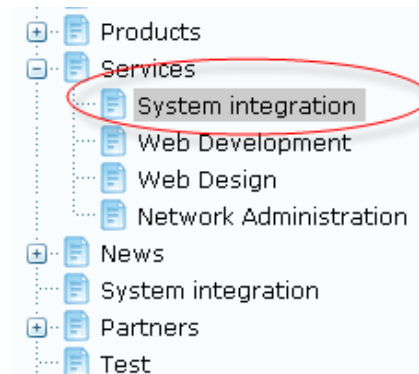 Products
Services
System integration
Web Development
Web Design
Network Administration
News
System integration
Partners
Test